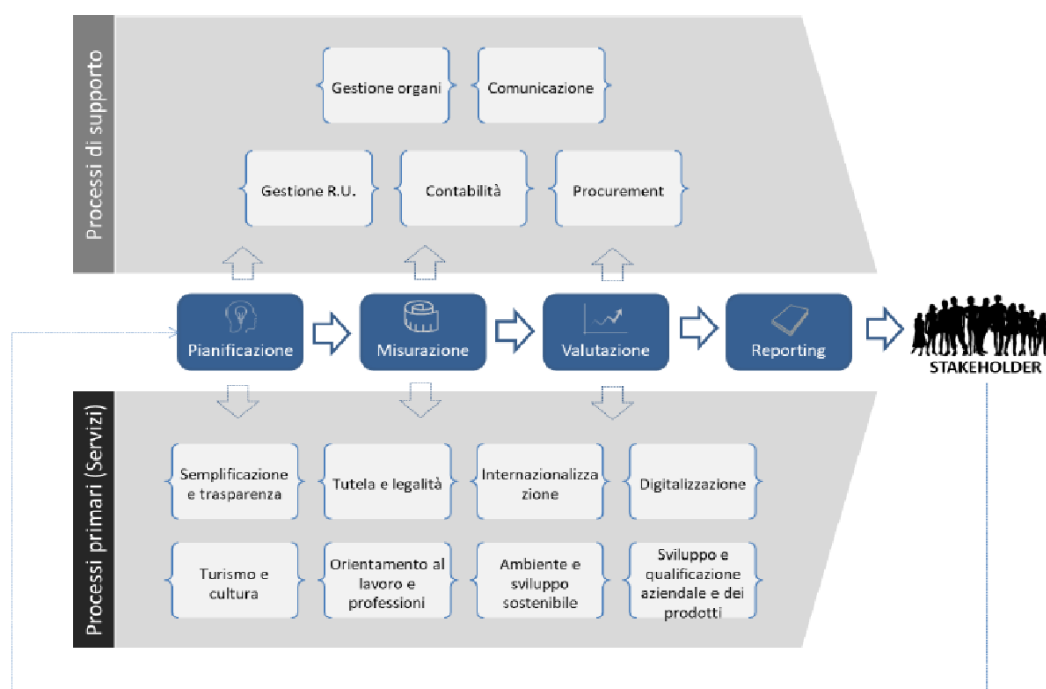 Processi di supporto
Gestione organi
Comunicazione
Gestione R.U.
Contabilità
Procurement
Pianificazione
Misurazione
Valutazione
Reporting
STAKEHOLDER
Processi primari (Servizi)
Semplificazione
e trasparenza
Tutela e legalità
Internazionalizza
zione
Digitalizzazione
Turismo e
cultura
Orientamento al
lavoro e
professioni
Ambiente e
sviluppo
sostenibile
Sviluppo e
qualificazione
aziendale e dei
prodotti